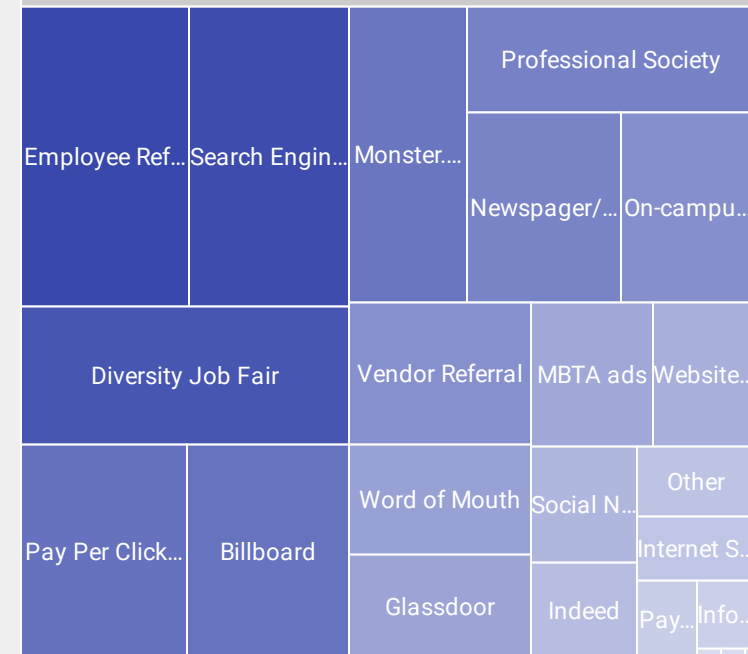 Employee Ref...
Search Engin...
Monster....
Professional Society
Newspager/...
On-campu...
Diversity Job Fair
Vendor Referral
MBTA ads
Website...
Pay Per Click...
Billboard
Word of Mouth
Social N...
Other
Internet S...
Glassdoor
Indeed
Pay...
Info...